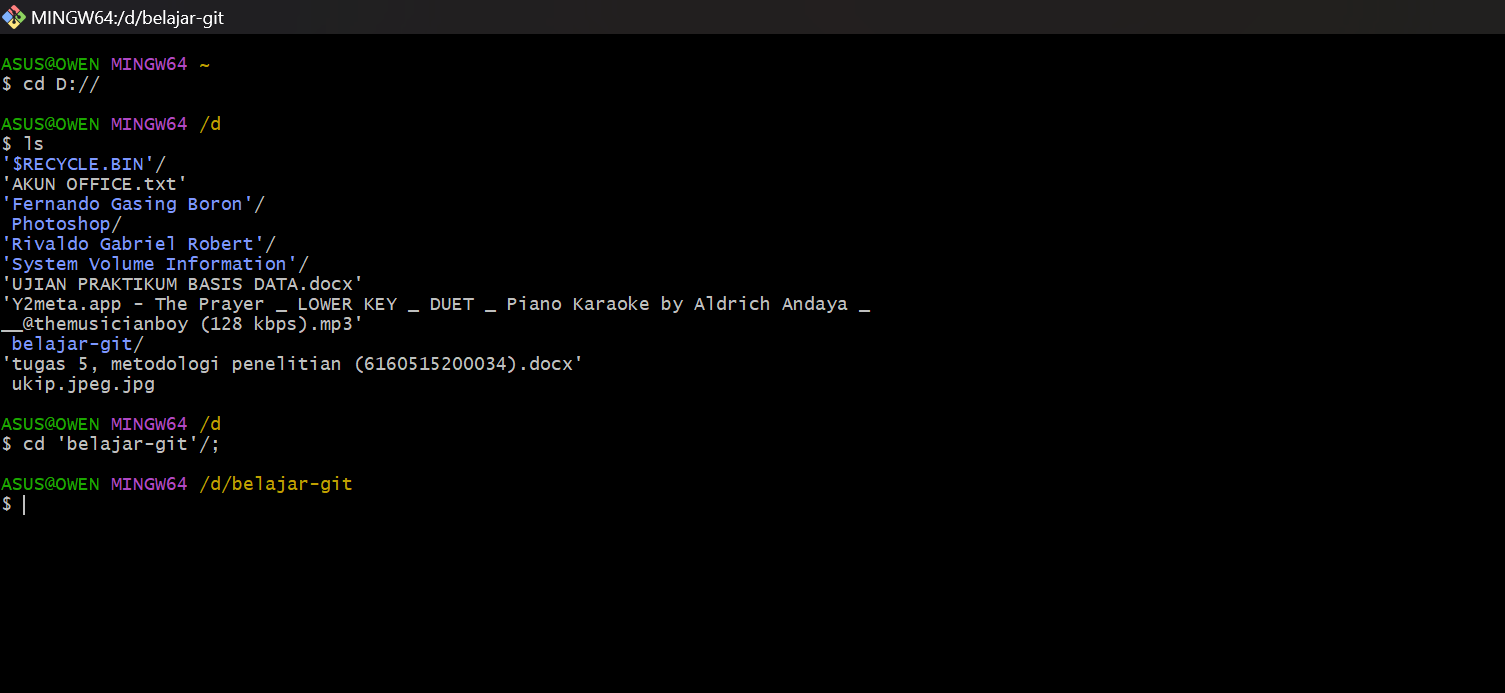 MINGW64:/d/belajar-git
ASUS@OWEN MINGW64 ~
$ cd D://
ASUS@OWEN MINGW64 /d
$ ls
'$RECYCLE.BIN'/
'AKUN OFFICE.txt'
'Fernando Gasing Boron'/
Photoshop/
'Rivaldo Gabriel Robert'/
'System Volume Information'/
'UJIAN PRAKTIKUM BASIS DATA.docx'
'Y2meta.app - The Prayer _ LOWER KEY _ DUET _ Piano Karaoke by Aldrich Andaya _
__@themusicianboy (128 kbps).mp3'
belajar-git/
'tugas 5, metodologi penelitian (6160515200034).docx'
ukip.jpeg.jpg
ASUS@OWEN MINGW64 /d
$ cd 'belajar-git'/;
ASUS@OWEN MINGW64 /d/belajar-git
$